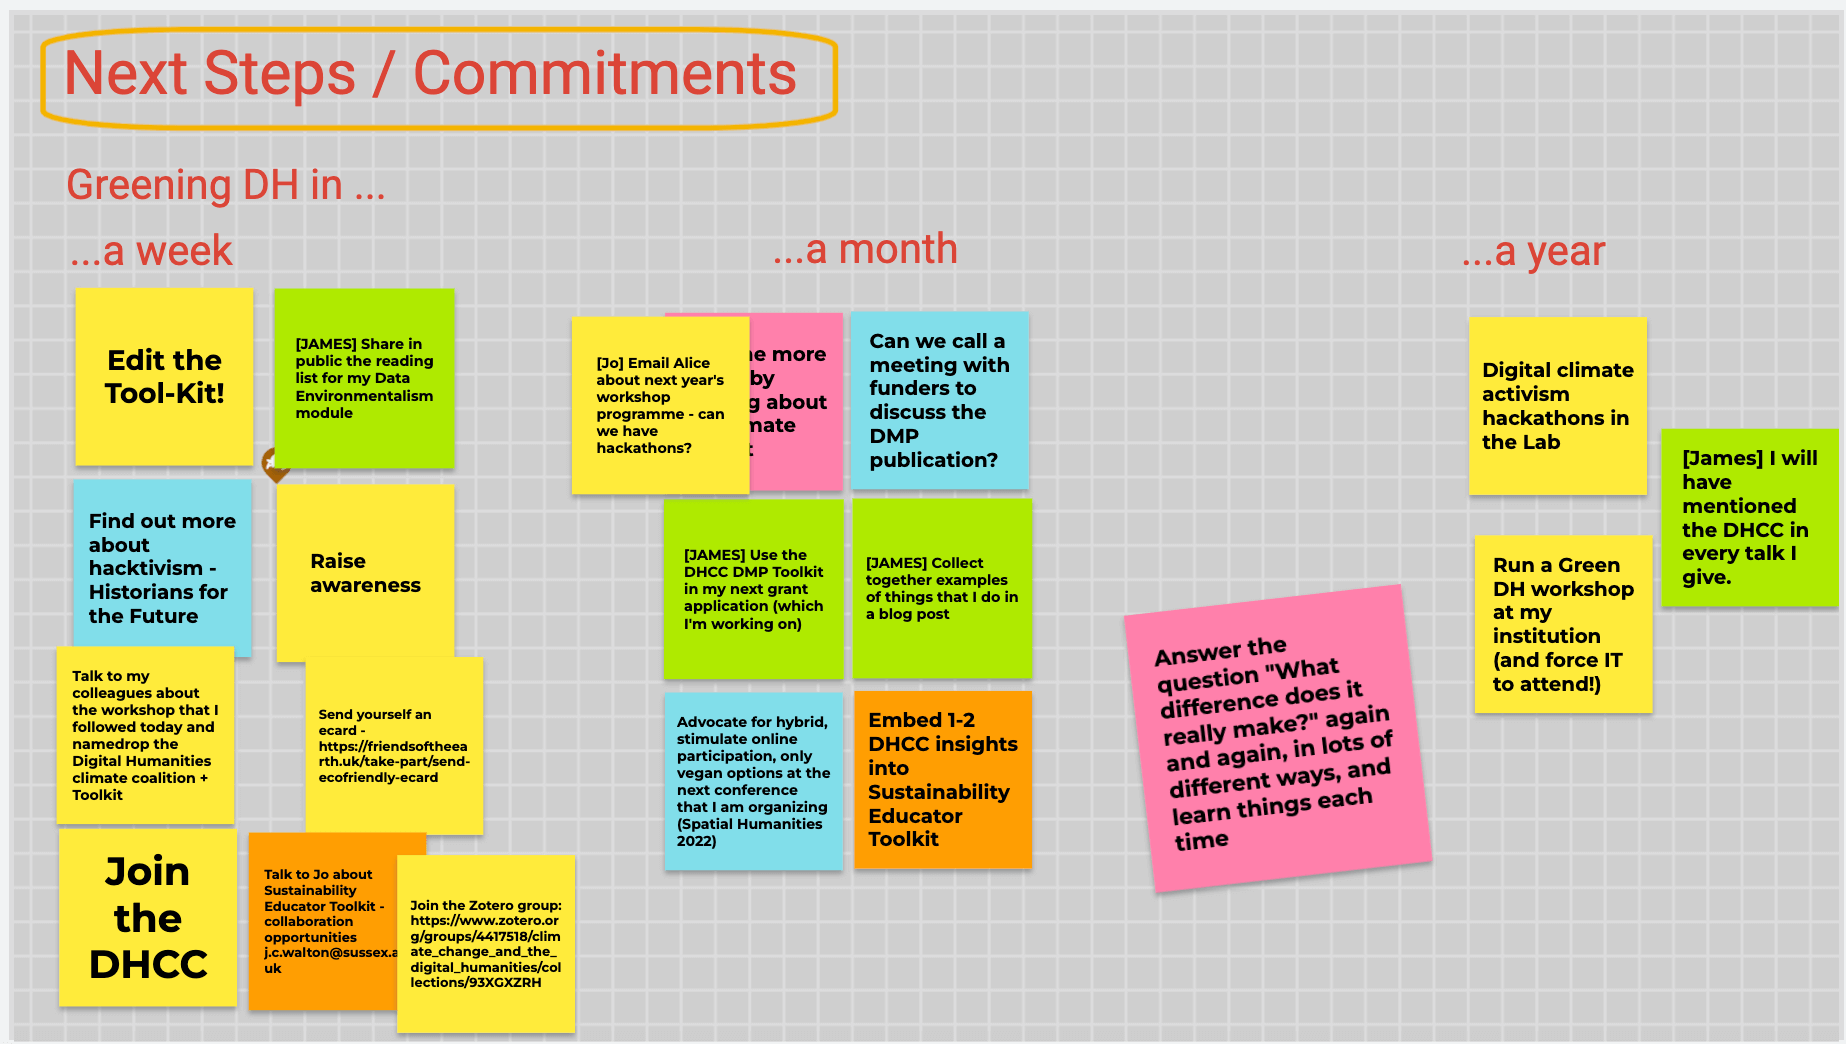 Next Steps / Commitments
Greening DH in ...
...a week
Edit the
Tool-Kit!
[JAMES] Share in
public the reading
list for my Data
Environmentalism
module
Find out more
about
hacktivism -
Historians for
the Future
Raise
awareness
Talk to my
colleagues about
the workshop that I
followed today and
namedrop the
Digital Humanities
climate coalition +
Toolkit
Send yourself an
ecard -
https://friendsoftheea
rth.uk/take-part/send-
ecofriendly-ecard
Join
the
DHCC
Talk to Jo about
Sustainability
Educator Toolkit -
collaboration
opportunities
j.c.walton@sussex.a
uk
Join the Zotero group:
https://www.zotero.or
g/groups/4417518/clim
ate_change_and_the_
digital_humanities/col
lections/93XGXZRH
...a month
[Jo] Email Alice
about next year's
workshop
programme - can
we have
hackathons?
more
by
about
Can we call a
meeting with
funders to
discuss the
DMP
publication?
[JAMES] Use the
DHCC DMP Toolkit
in my next grant
application (which
I'm working on)
[JAMES] Collect
together examples
of things that I do in
a blog post
Advocate for hybrid,
stimulate online
participation, only
vegan options at the
next conference
that I am organizing
(Spatial Humanities
2022)
Embed 1-2
DHCC insights
into
Sustainability
Educator
Toolkit
Answer the
question "What
difference does it
really make?" again
and again, in lots of
different ways, and
learn things each
time
...a year
Digital climate
activism
hackathons in
the Lab
[James] I will
have
mentioned
the DHCC in
every talk I
give.
Run a Green
DH workshop
at my
institution
(and force IT
to attend!)